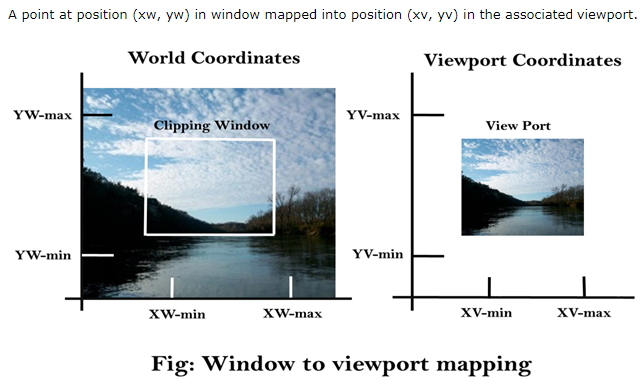 A point at position (xw, yw) in window mapped into position (xv, yv) in the associated viewport.
World Coordinates
Viewport Coordinates
YW-max
Clipping Window
YV-max
View Port
YW-min
YV-min
XW-min
XW-max
XV-min
XV-max
Fig: Window to viewport mapping